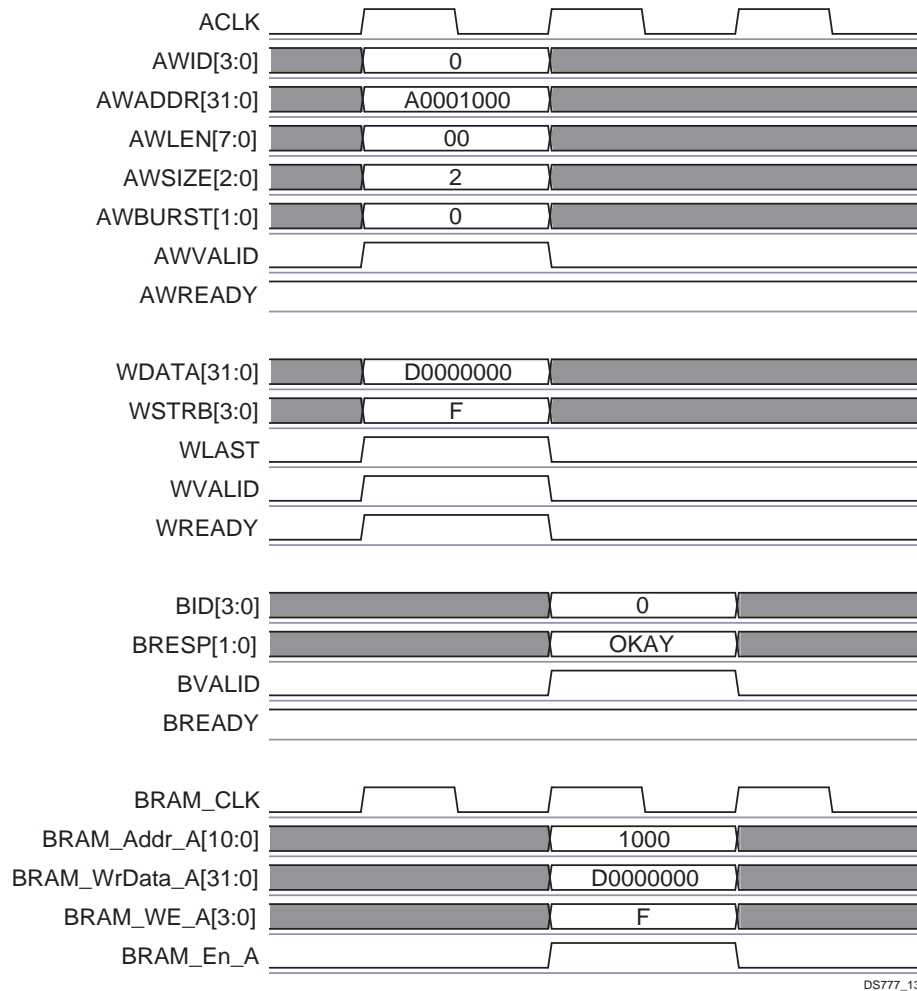 ACLK
AWID[3:0] 0
AWADDR[31:0] A0001000
AWLEN[7:0] 00
AWSIZE[2:0] 2
AWBURST[1:0] 0
AWVALID
AWREADY
WDATA[31:0] D0000000
WSTRB[3:0] F
WLAST
WVALID
WREADY
BID[3:0] 0
BRESP[1:0] OKAY
BVALID
BREADY
BRAM_CLK
BRAM_Addr_A[10:0] 1000
BRAM_WrData_A[31:0] D0000000
BRAM_WE_A[3:0] F
BRAM_En_A
DS777_13